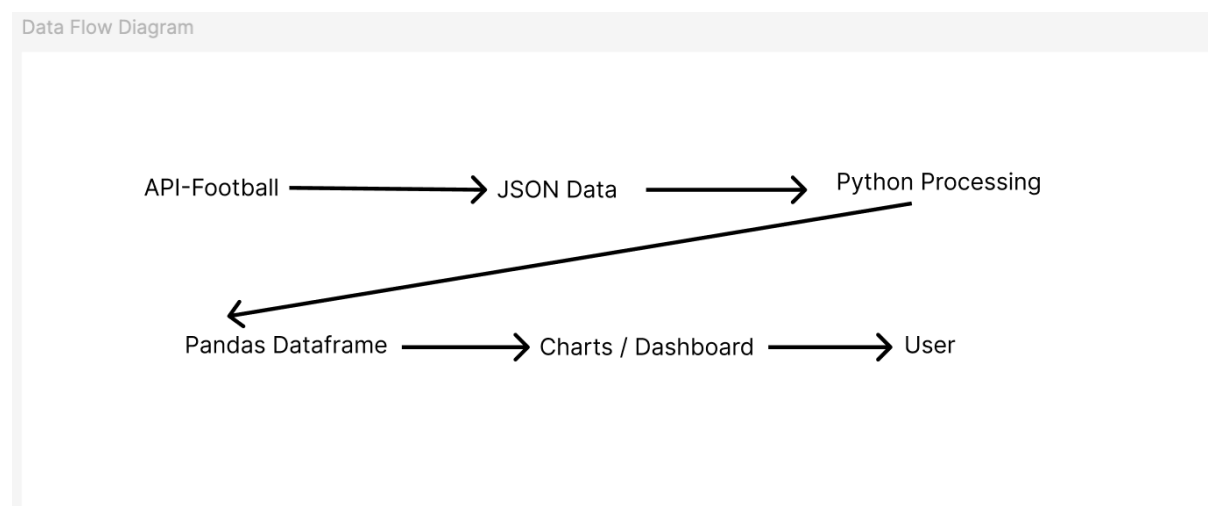 Data Flow Diagram
API-Football
JSON Data
Python Processing
Pandas Dataframe
Charts / Dashboard
User